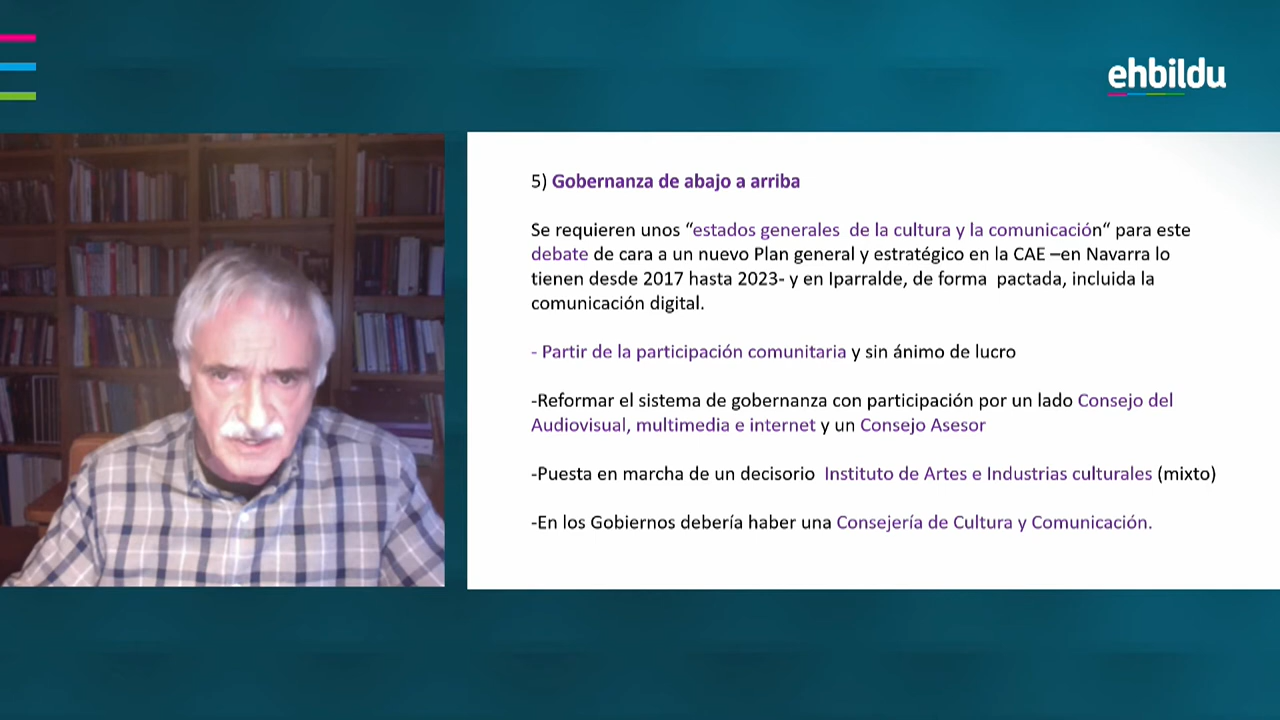 ehbildu
5) Gobernanza de abajo a arriba
Se requieren unos “estados generales de la cultura y la comunicación“ para este
debate de cara a un nuevo Plan general y estratégico en la CAE –en Navarra lo
tienen desde 2017 hasta 2023- y en Iparralde, de forma pactada, incluida la
comunicación digital.
- Partir de la participación comunitaria y sin ánimo de lucro
-Reformar el sistema de gobernanza con participación por un lado Consejo del
Audiovisual, multimedia e internet y un Consejo Asesor
-Puesta en marcha de un decisorio Instituto de Artes e Industrias culturales (mixto)
-En los Gobiernos debería haber una Consejería de Cultura y Comunicación.